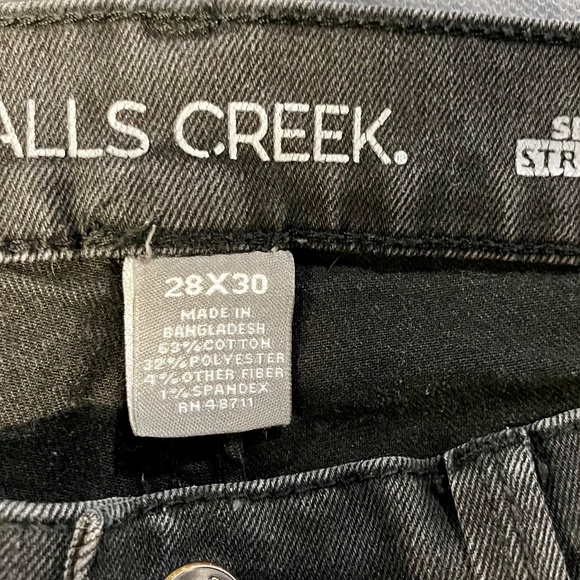 ALLS CREEK.
28X30
MADE IN
BANGLADESH
63%COTTON
32%POLYESTER
4%OTHER FIBER
1%SPANDEX
RN 48711